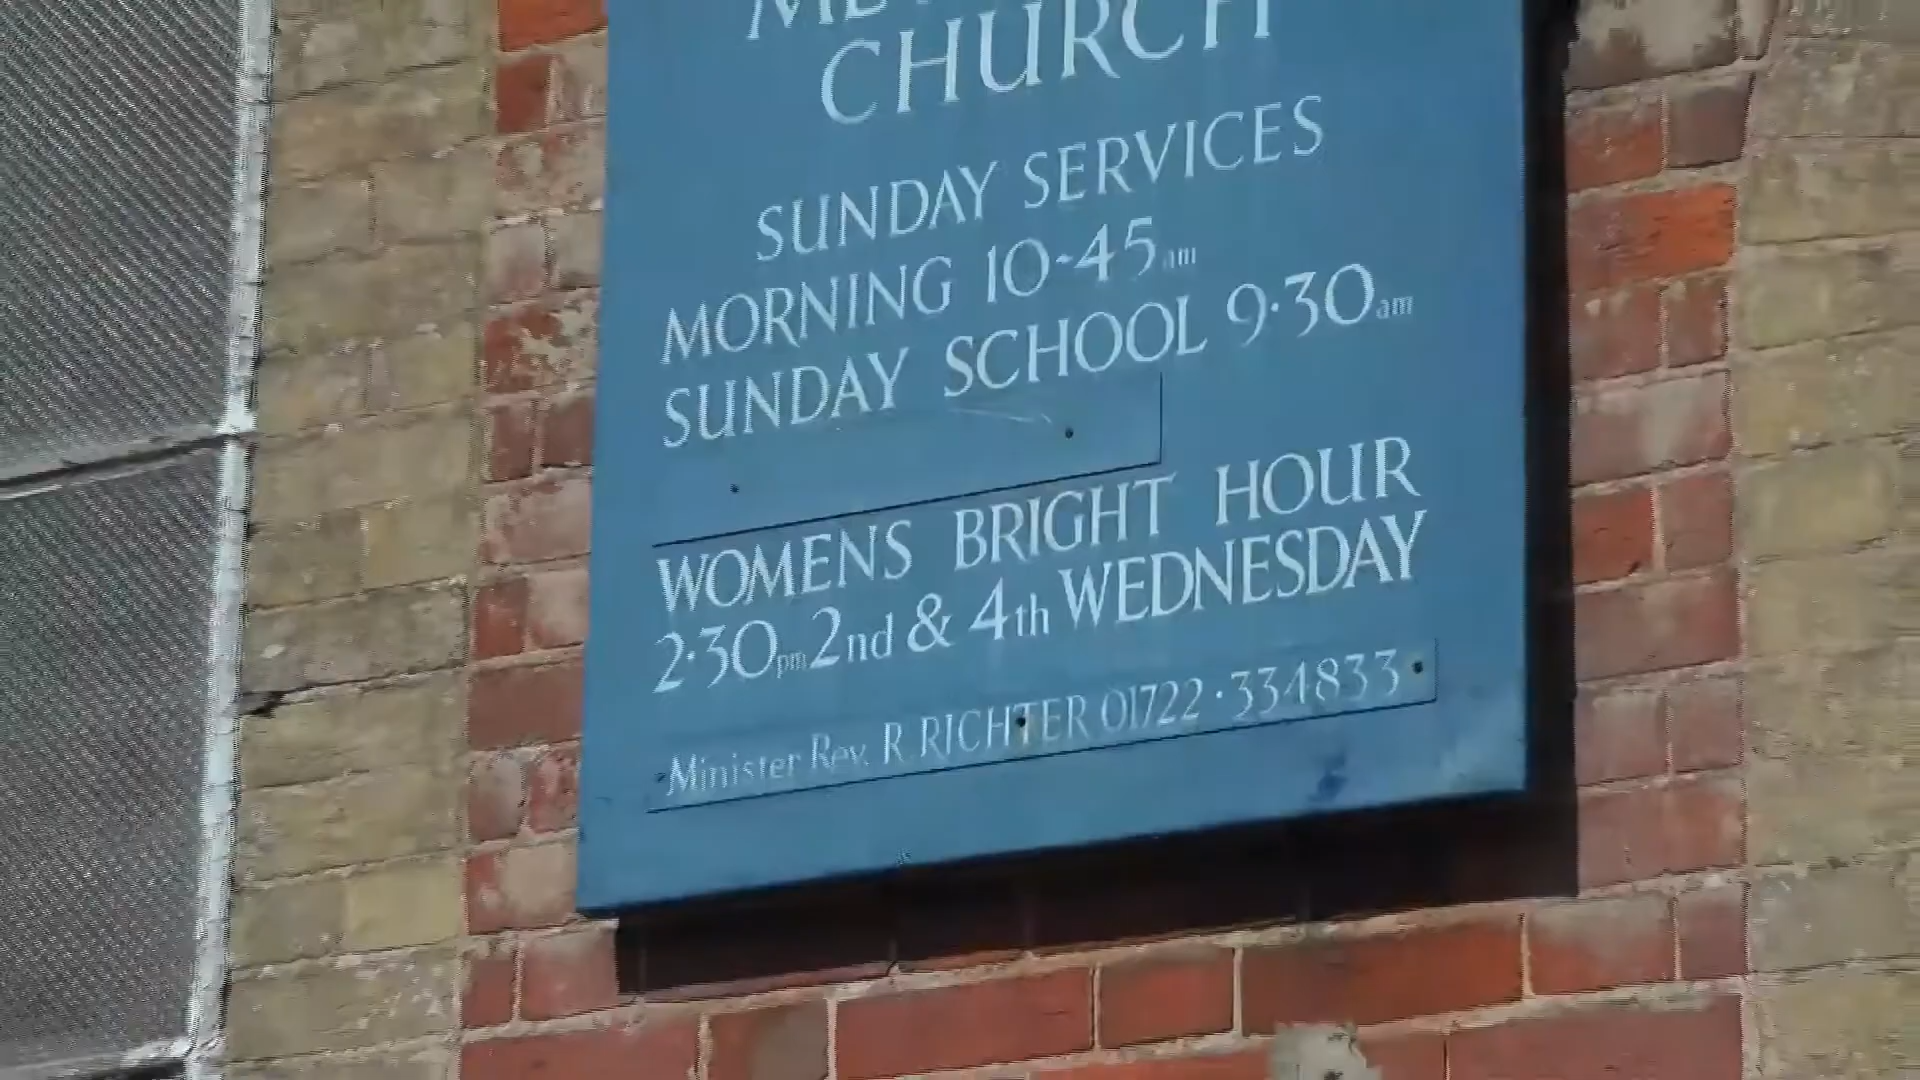 CHURCH
SUNDAY SERVICES
MORNING 10-45am
SUNDAY SCHOOL 9·30am
WOMENS BRIGHT HOUR
2·30pm 2nd & 4th WEDNESDAY
Minister Rev. R RICHTER 01722·334833